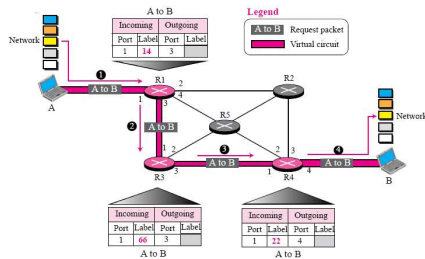 A to B
Incoming Outgoing
Port Label Port Label
1 14 3
Legend
A to B Request packet
Virtual circuit
Network
1
A to B
A
R1
1 2 3 4
R2
2
A to B
R5
Network
1 2 3
R3
3
A to B
1 2 3 4
R4
4
A to B
B
Incoming Outgoing
Port Label Port Label
1 66 3
A to B
Incoming Outgoing
Port Label Port Label
1 22 4
A to B